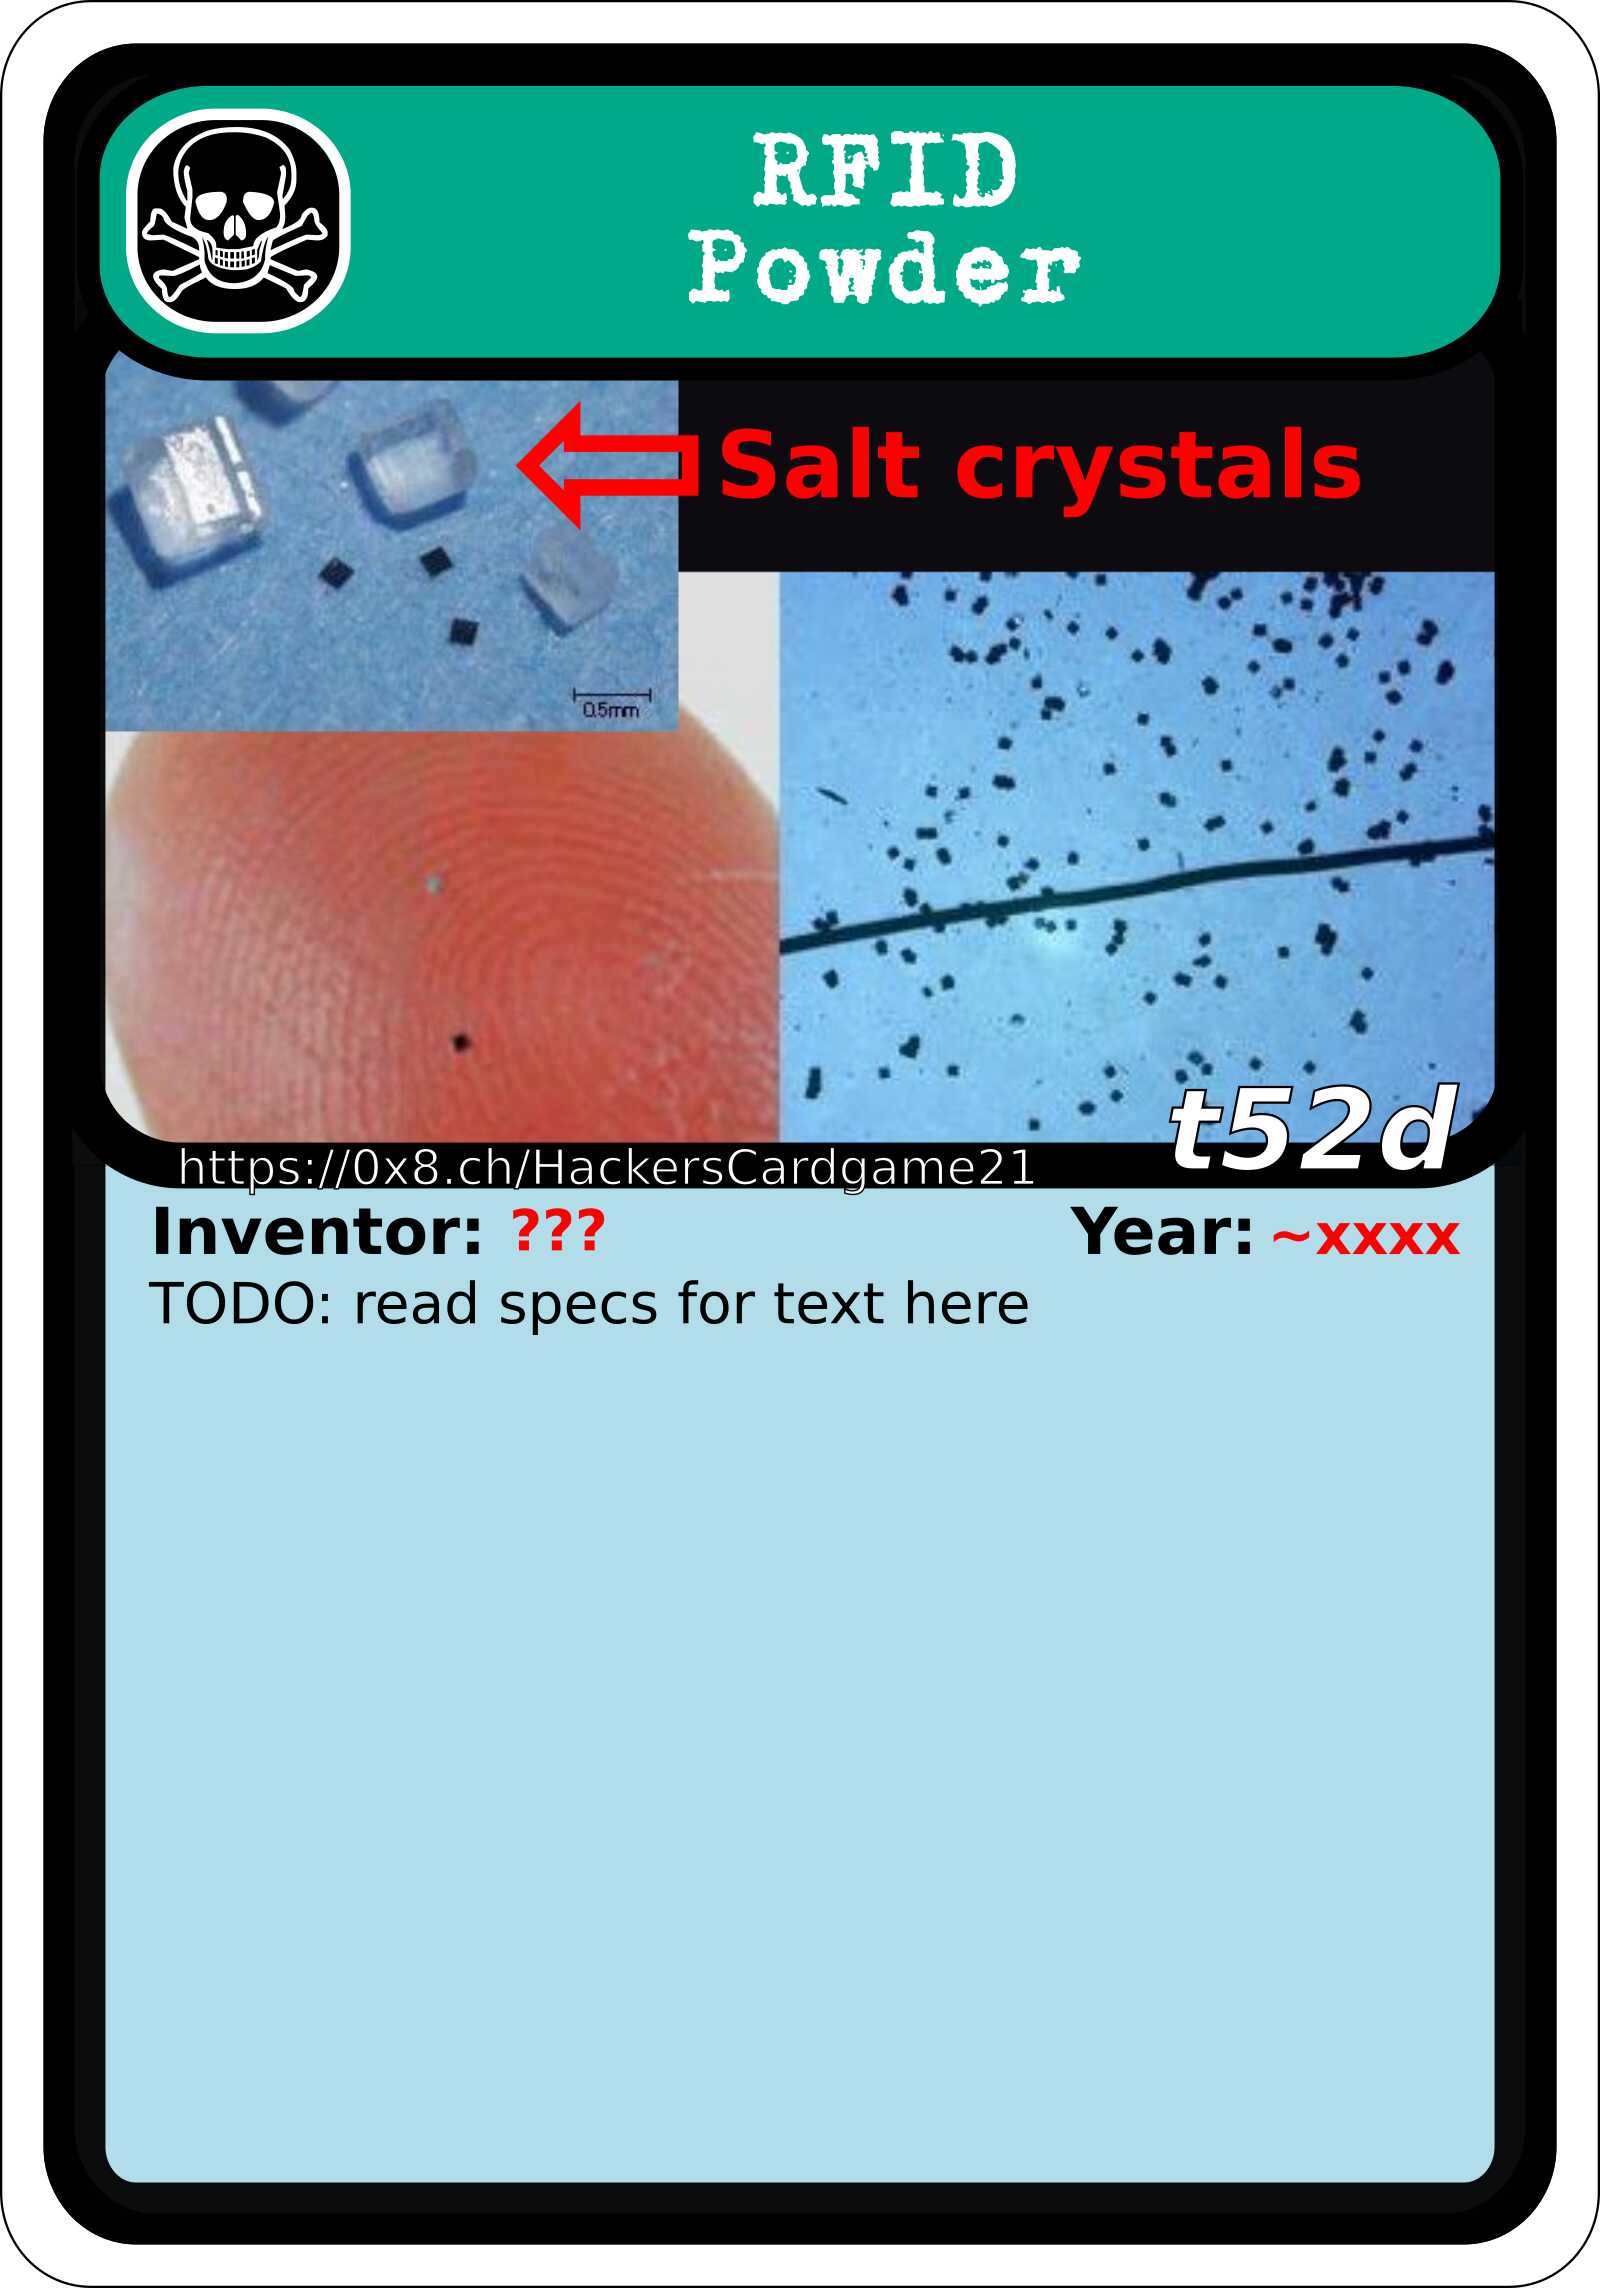 RFID
Powder
Salt crystals
0.5mm
t52d
https://0x8.ch/HackersCardgame21
Inventor: ??? Year: ~xxxx
TODO: read specs for text here